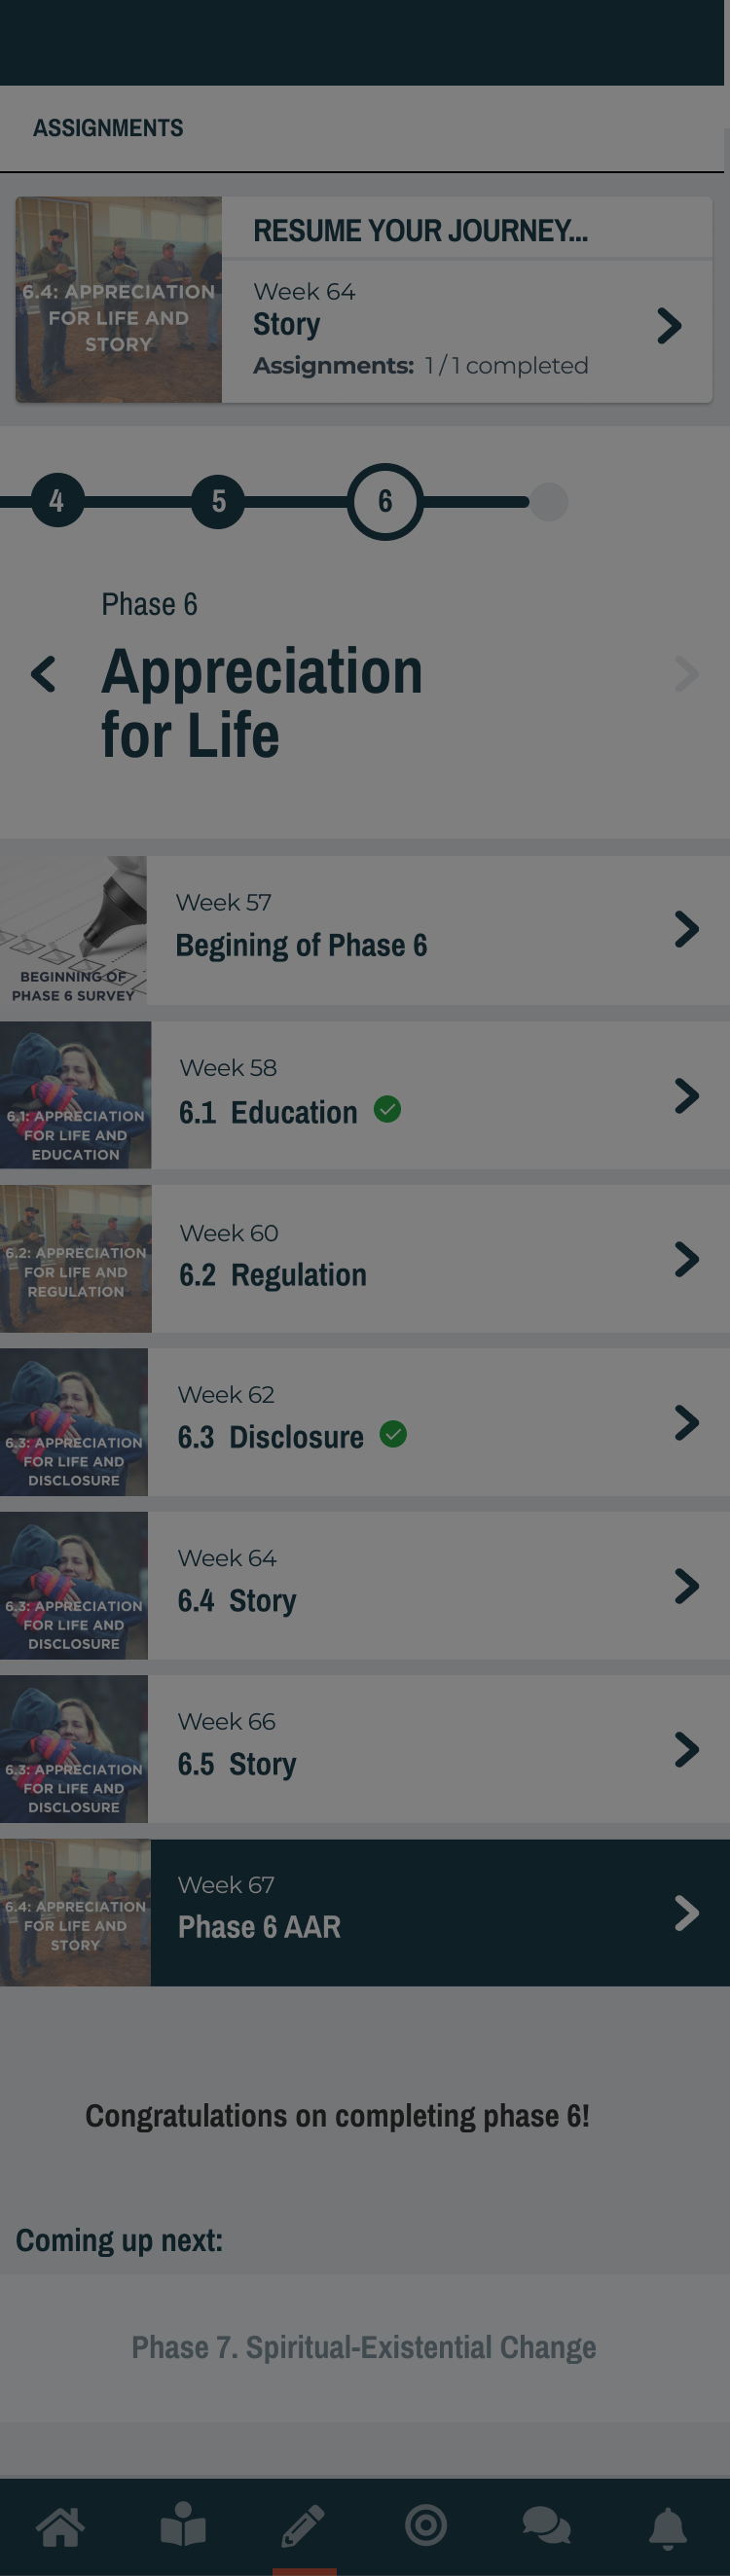 ASSIGNMENTS
6.4: APPRECIATION
FOR LIFE AND
STORY
RESUME YOUR JOURNEY...
Week 64
Story
Assignments: 1 / 1 completed
4 5 6
Phase 6
Appreciation
for Life
BEGINNING OF
PHASE 6 SURVEY
Week 57
Begining of Phase 6
6.1: APPRECIATION
FOR LIFE AND
EDUCATION
Week 58
6.1 Education
6.2: APPRECIATION
FOR LIFE AND
REGULATION
Week 60
6.2 Regulation
6.3: APPRECIATION
FOR LIFE AND
DISCLOSURE
Week 62
6.3 Disclosure
6.3: APPRECIATION
FOR LIFE AND
DISCLOSURE
Week 64
6.4 Story
6.3: APPRECIATION
FOR LIFE AND
DISCLOSURE
Week 66
6.5 Story
6.4: APPRECIATION
FOR LIFE AND
STORY
Week 67
Phase 6 AAR
Congratulations on completing phase 6!
Coming up next:
Phase 7. Spiritual-Existential Change